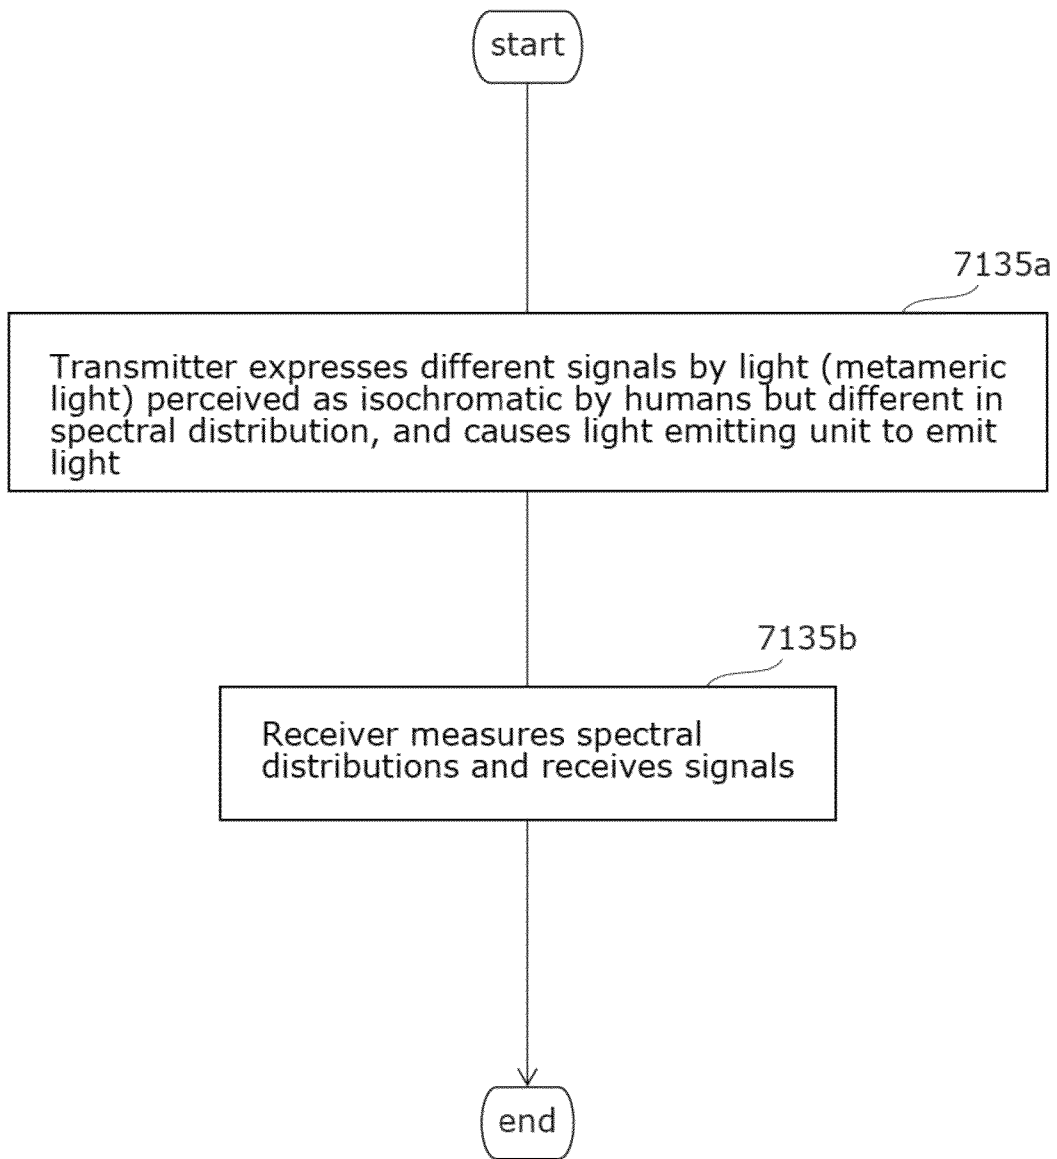 start
7135a
Transmitter expresses different signals by light (metameric
light) perceived as isochromatic by humans but different in
spectral distribution, and causes light emitting unit to emit
light
7135b
Receiver measures spectral
distributions and receives signals
end